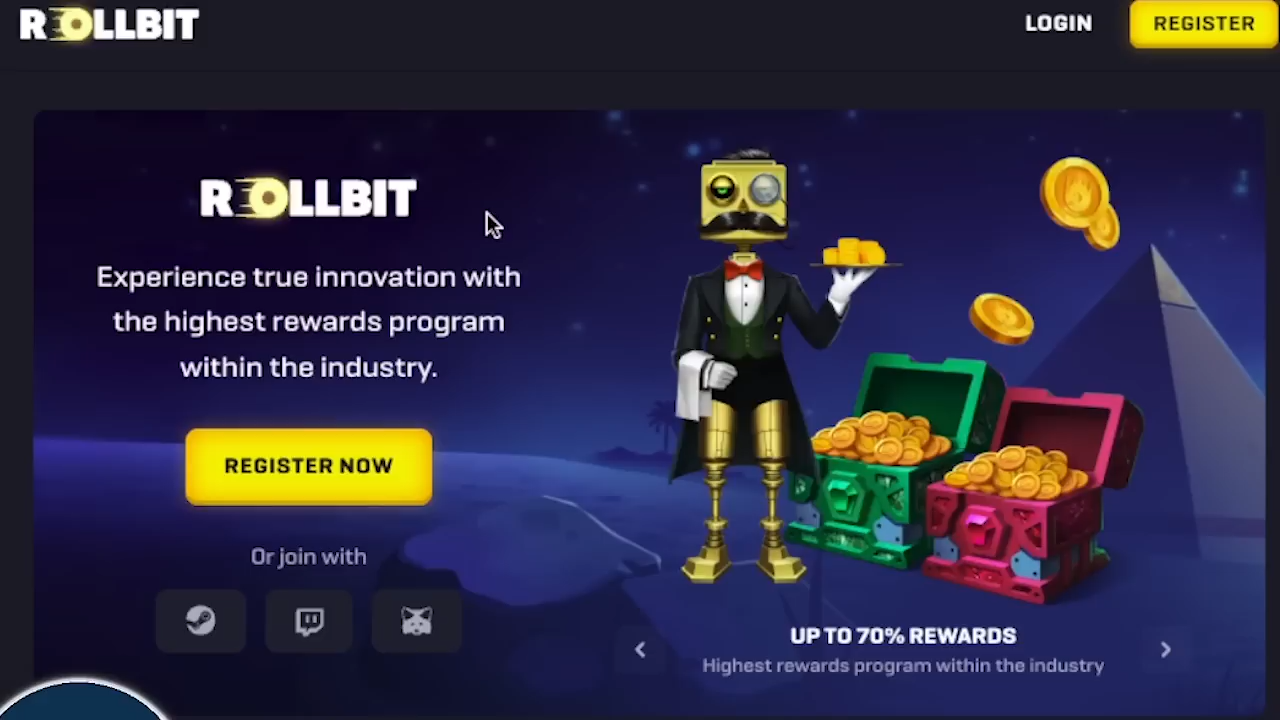 ROLLBIT
LOGIN
REGISTER
ROLLBIT
Experience true innovation with
the highest rewards program
within the industry.
REGISTER NOW
Or join with
UP TO 70% REWARDS
Highest rewards program within the industry